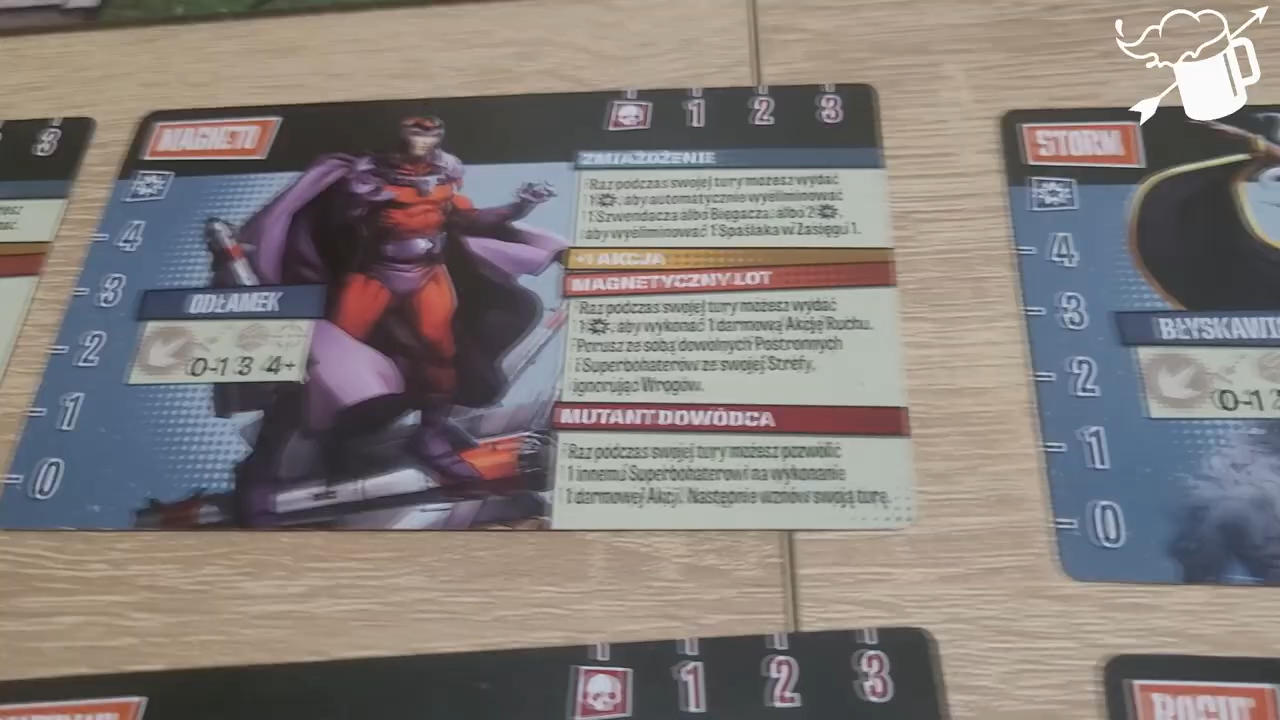 3
MAGNETO
1 2 3
4
3
2
1
0
ODŁAMEK
0-1 3 4+
ZMIAŻDŻENIE
Raz podczas swojej tury możesz wydać
1, aby automatycznie wyeliminować
1 Szwendacza albo Biegacza; albo 2,
aby wyeliminować 1 Spaślaka w Zasięgu 1.
+1 AKCJA
MAGNETYCZNY LOT
Raz podczas swojej tury możesz wydać
1, aby wykonać 1 darmową Akcję Ruchu.
Porusz ze sobą dowolnych Postronnych
i Superbohaterów ze swojej Strefy,
ignorując Wrogów.
MUTANT DOWÓDCA
Raz podczas swojej tury możesz pozwolić
1 innemu Superbohaterowi na wykonanie
1 darmowej Akcji. Następnie wznów swoją turę.
STORM
4
3
2
1
0
0-1
1 2 3